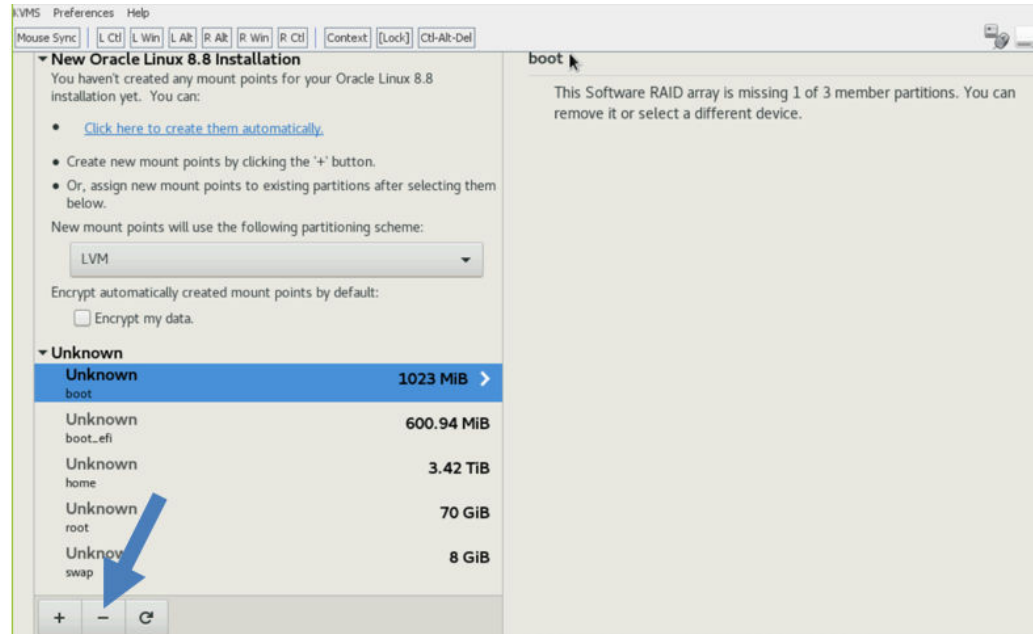 KVMS Preferences Help
Mouse Sync L Ctl L Win L Alt R Alt R Win R Ctl Context [Lock] Ctl-Alt-Del
New Oracle Linux 8.8 Installation
You haven't created any mount points for your Oracle Linux 8.8
installation yet. You can:
Click here to create them automatically.
• Create new mount points by clicking the '+' button.
• Or, assign new mount points to existing partitions after selecting them
below.
New mount points will use the following partitioning scheme:
LVM
Encrypt automatically created mount points by default:
Encrypt my data.
Unknown
Unknown 1023 MiB
boot
Unknown 600.94 MiB
boot_efi
Unknown 3.42 TiB
home
Unknown 70 GiB
root
Unknown 8 GiB
swap
+ −
boot
This Software RAID array is missing 1 of 3 member partitions. You can
remove it or select a different device.